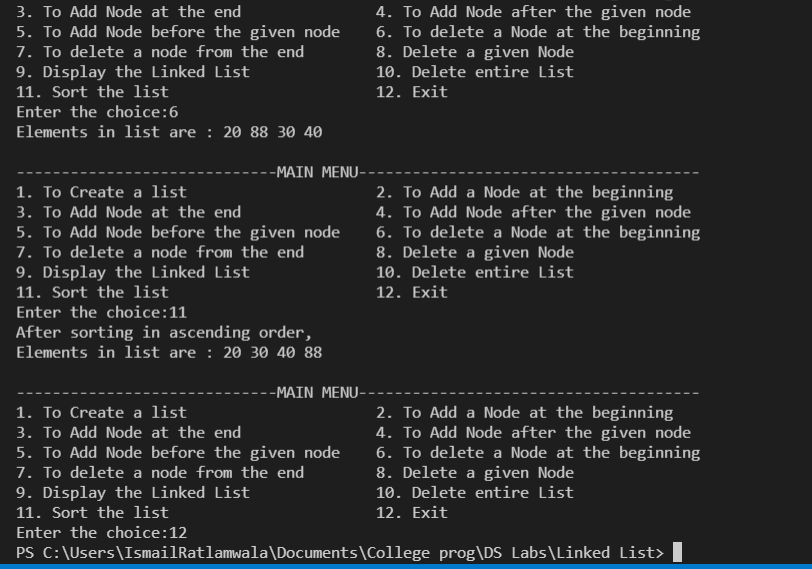 3. To Add Node at the end 4. To Add Node after the given node
5. To Add Node before the given node 6. To delete a Node at the beginning
7. To delete a node from the end 8. Delete a given Node
9. Display the Linked List 10. Delete entire List
11. Sort the list 12. Exit
Enter the choice:6
Elements in list are : 20 88 30 40
-----------------------------MAIN MENU--------------------------------------
1. To Create a list 2. To Add a Node at the beginning
3. To Add Node at the end 4. To Add Node after the given node
5. To Add Node before the given node 6. To delete a Node at the beginning
7. To delete a node from the end 8. Delete a given Node
9. Display the Linked List 10. Delete entire List
11. Sort the list 12. Exit
Enter the choice:11
After sorting in ascending order,
Elements in list are : 20 30 40 88
-----------------------------MAIN MENU--------------------------------------
1. To Create a list 2. To Add a Node at the beginning
3. To Add Node at the end 4. To Add Node after the given node
5. To Add Node before the given node 6. To delete a Node at the beginning
7. To delete a node from the end 8. Delete a given Node
9. Display the Linked List 10. Delete entire List
11. Sort the list 12. Exit
Enter the choice:12
PS C:\Users\IsmailRatlamwala\Documents\College prog\DS Labs\Linked List>